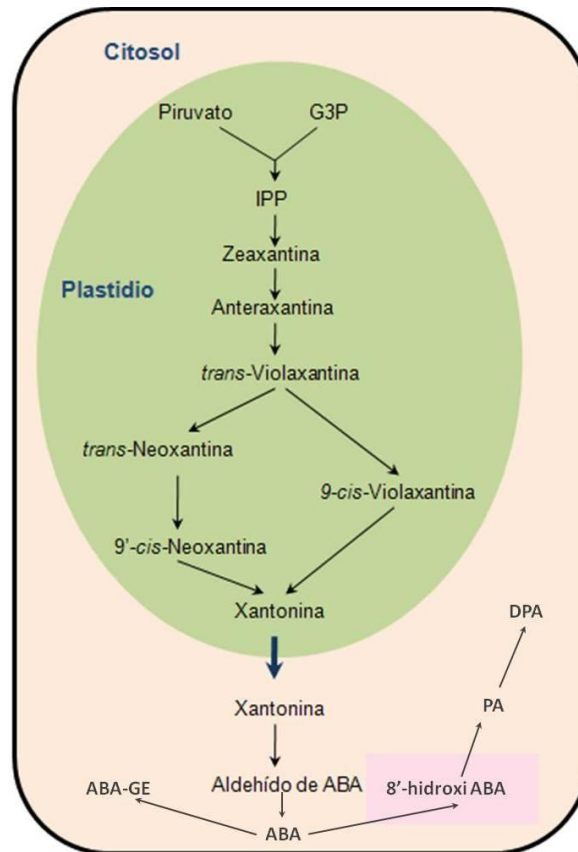 Citosol
Piruvato G3P
IPP
Zeaxantina
Plastidio
Anteraxantina
trans-Violaxantina
trans-Neoxantina
9-cis-Violaxantina
9'-cis-Neoxantina
Xantonina
DPA
Xantonina
PA
ABA-GE Aldehído de ABA 8'-hidroxi ABA
ABA